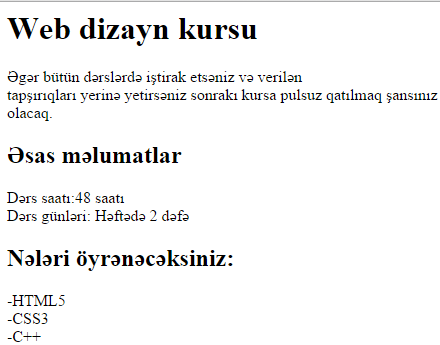 Web dizayn kursu
Əgər bütün dərslərdə iştirak etsəniz və verilən
tapşırıqları yerinə yetirsəniz sonrakı kursa pulsuz qatılmaq şansınız
olacaq.
Əsas məlumatlar
Dərs saatı:48 saatı
Dərs günləri: Həftədə 2 dəfə
Nələri öyrənəcəksiniz:
-HTML5
-CSS3
-C++